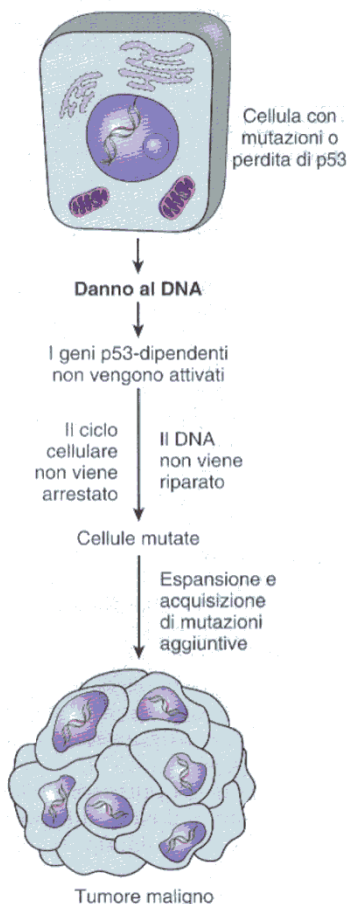 Cellula con
mutazioni o
perdita di p53
Danno al DNA
I geni p53-dipendenti
non vengono attivati
Il ciclo
cellulare
non viene
arrestato
Il DNA
non viene
riparato
Cellule mutate
Espansione e
acquisizione
di mutazioni
aggiuntive
Tumore maligno